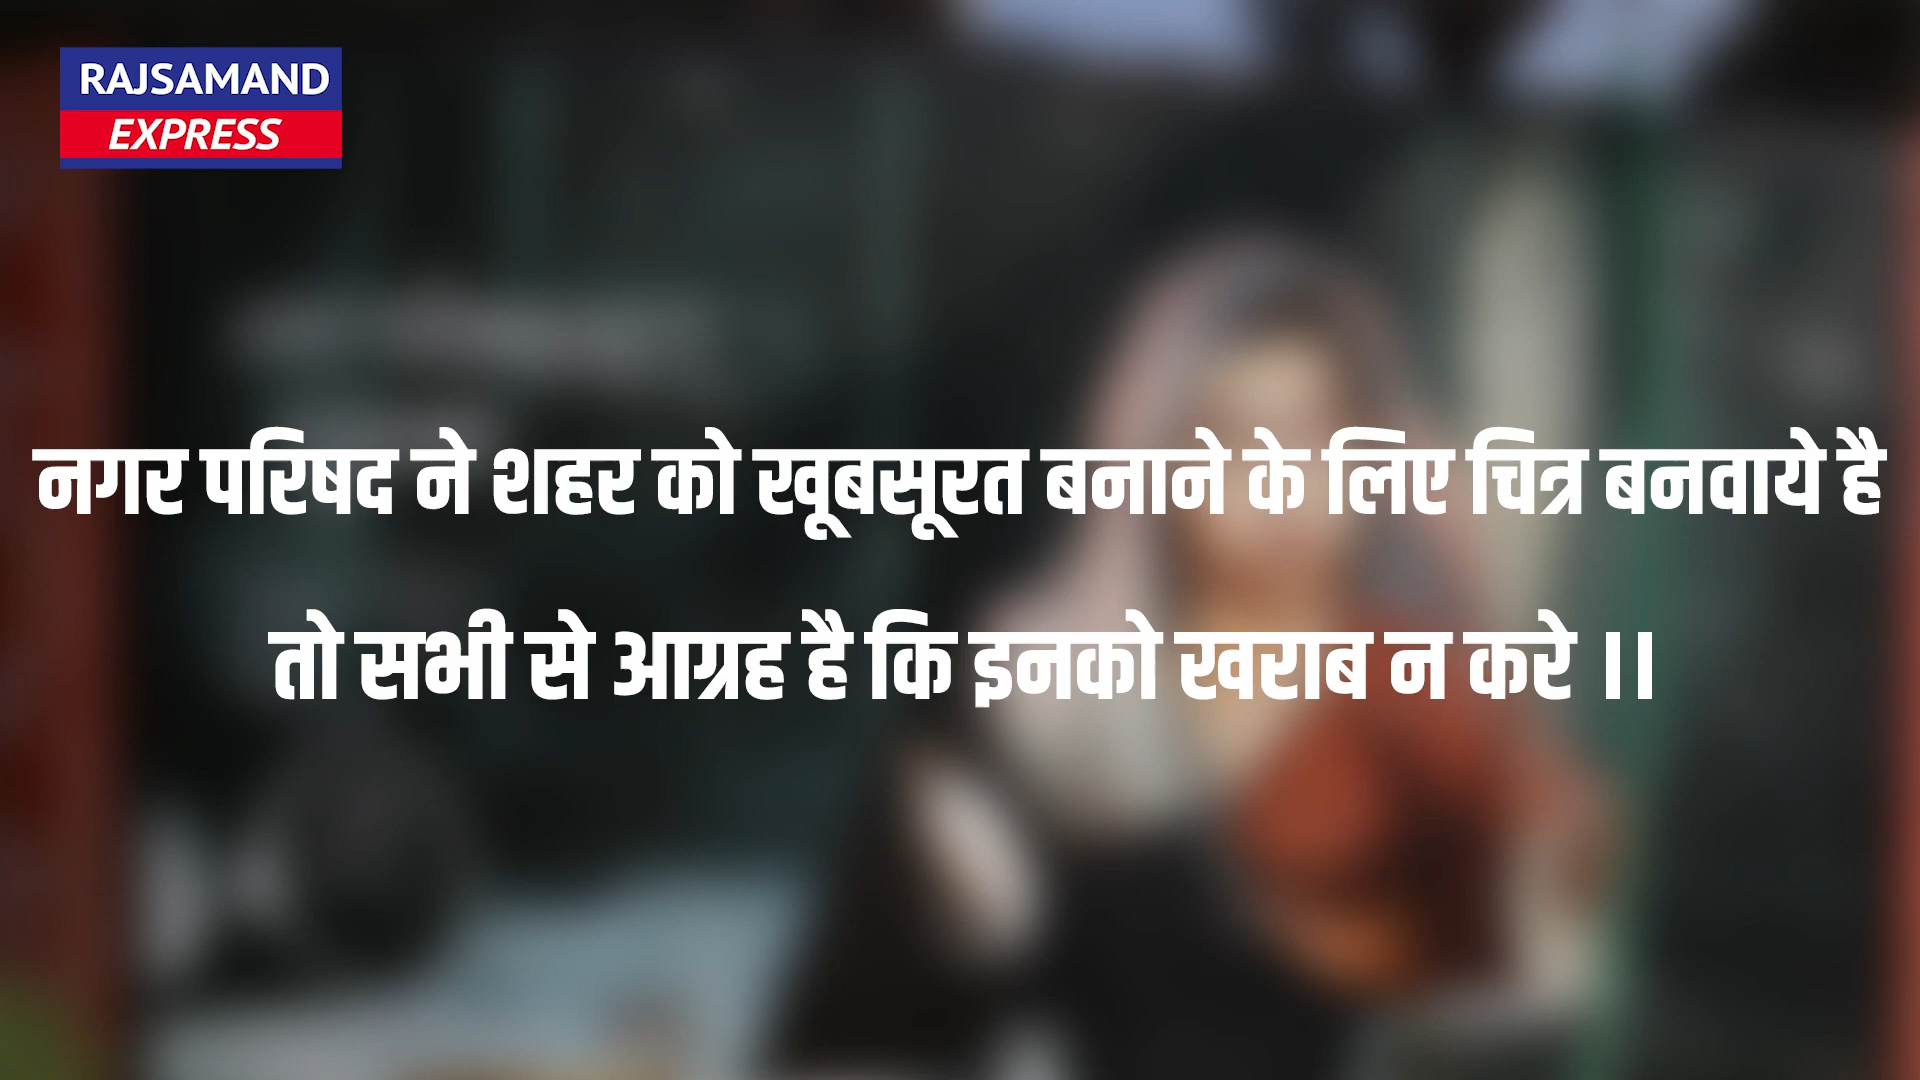 RAJSAMAND
EXPRESS
नगर परिषद ने शहर को खूबसूरत बनाने के लिए चित्र बनवाये है
तो सभी से आग्रह है कि इनको खराब न करे ।।